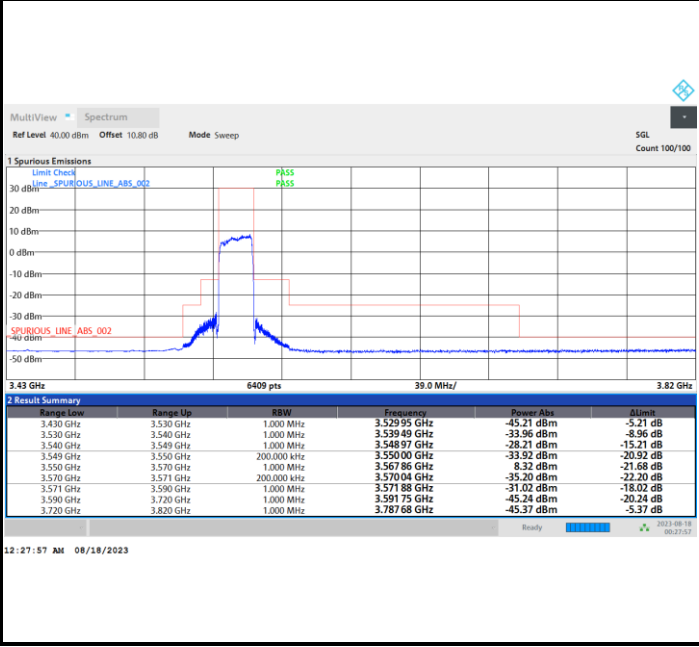 MultiView Spectrum
Ref Level 40.00 dBm Offset 10.80 dB Mode Sweep SGL
Count 100/100
1 Spurious Emissions
Limit Check PASS
Line _SPURIOUS_LINE_ABS_002 PASS
30 dBm
20 dBm
10 dBm
0 dBm
-10 dBm
-20 dBm
-30 dBm
_SPURIOUS_LINE_ABS_002
-40 dBm
-50 dBm
3.43 GHz 6409 pts 39.0 MHz/ 3.82 GHz
2 Result Summary
Range Low Range Up RBW Frequency Power Abs ΔLimit
3.430 GHz 3.530 GHz 1.000 MHz 3.529 95 GHz -45.21 dBm -5.21 dB
3.530 GHz 3.540 GHz 1.000 MHz 3.539 49 GHz -33.96 dBm -8.96 dB
3.540 GHz 3.549 GHz 1.000 MHz 3.548 97 GHz -28.21 dBm -15.21 dB
3.549 GHz 3.550 GHz 200.000 kHz 3.550 00 GHz -33.92 dBm -20.92 dB
3.550 GHz 3.570 GHz 1.000 MHz 3.567 86 GHz 8.32 dBm -21.68 dB
3.570 GHz 3.571 GHz 200.000 kHz 3.570 04 GHz -35.20 dBm -22.20 dB
3.571 GHz 3.590 GHz 1.000 MHz 3.571 88 GHz -31.02 dBm -18.02 dB
3.590 GHz 3.720 GHz 1.000 MHz 3.591 75 GHz -45.24 dBm -20.24 dB
3.720 GHz 3.820 GHz 1.000 MHz 3.787 68 GHz -45.37 dBm -5.37 dB
Ready 2023-08-18
00:27:57
12:27:57 AM 08/18/2023